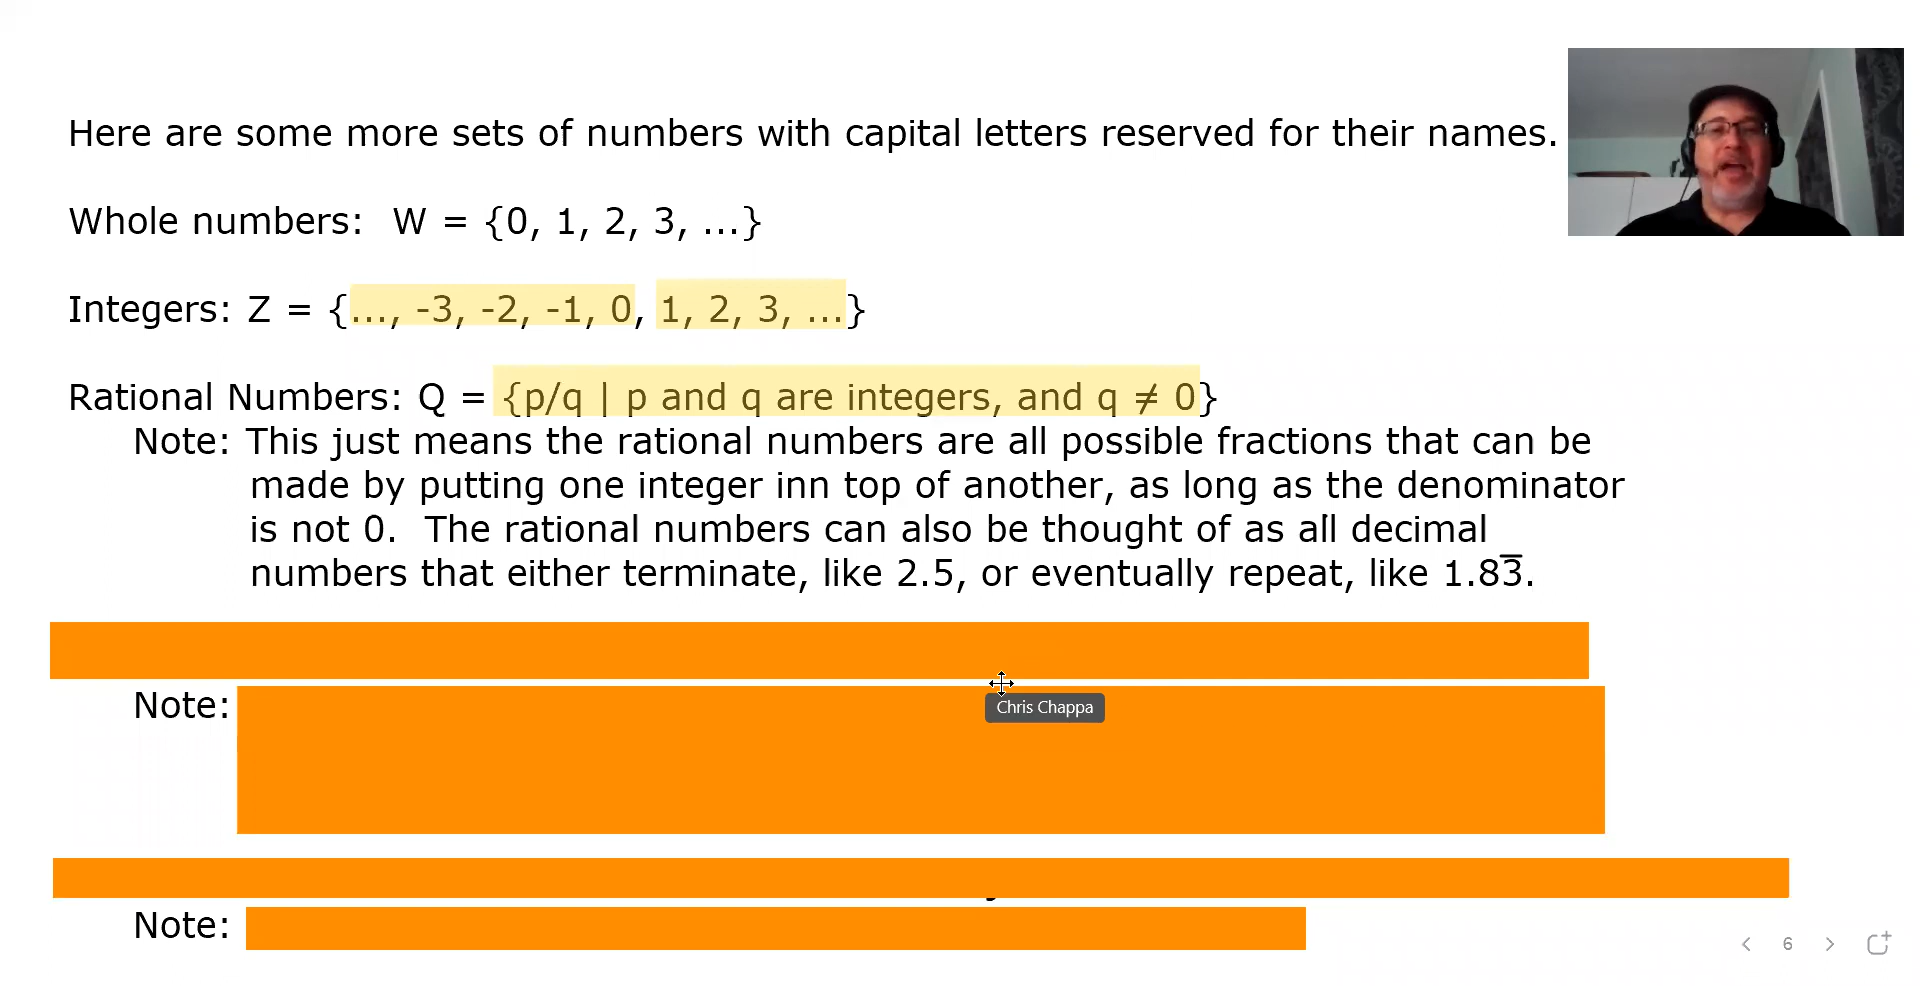 Here are some more sets of numbers with capital letters reserved for their names.
Whole numbers:  W = {0, 1, 2, 3, ...}
Integers: Z = {..., -3, -2, -1, 0, 1, 2, 3, ...}
Rational Numbers: Q = {p/q | p and q are integers, and q ≠ 0}
Note: This just means the rational numbers are all possible fractions that can be
made by putting one integer inn top of another, as long as the denominator
is not 0.  The rational numbers can also be thought of as all decimal
numbers that either terminate, like 2.5, or eventually repeat, like 1.83̅.
Note:
Chris Chappa
Note:
6